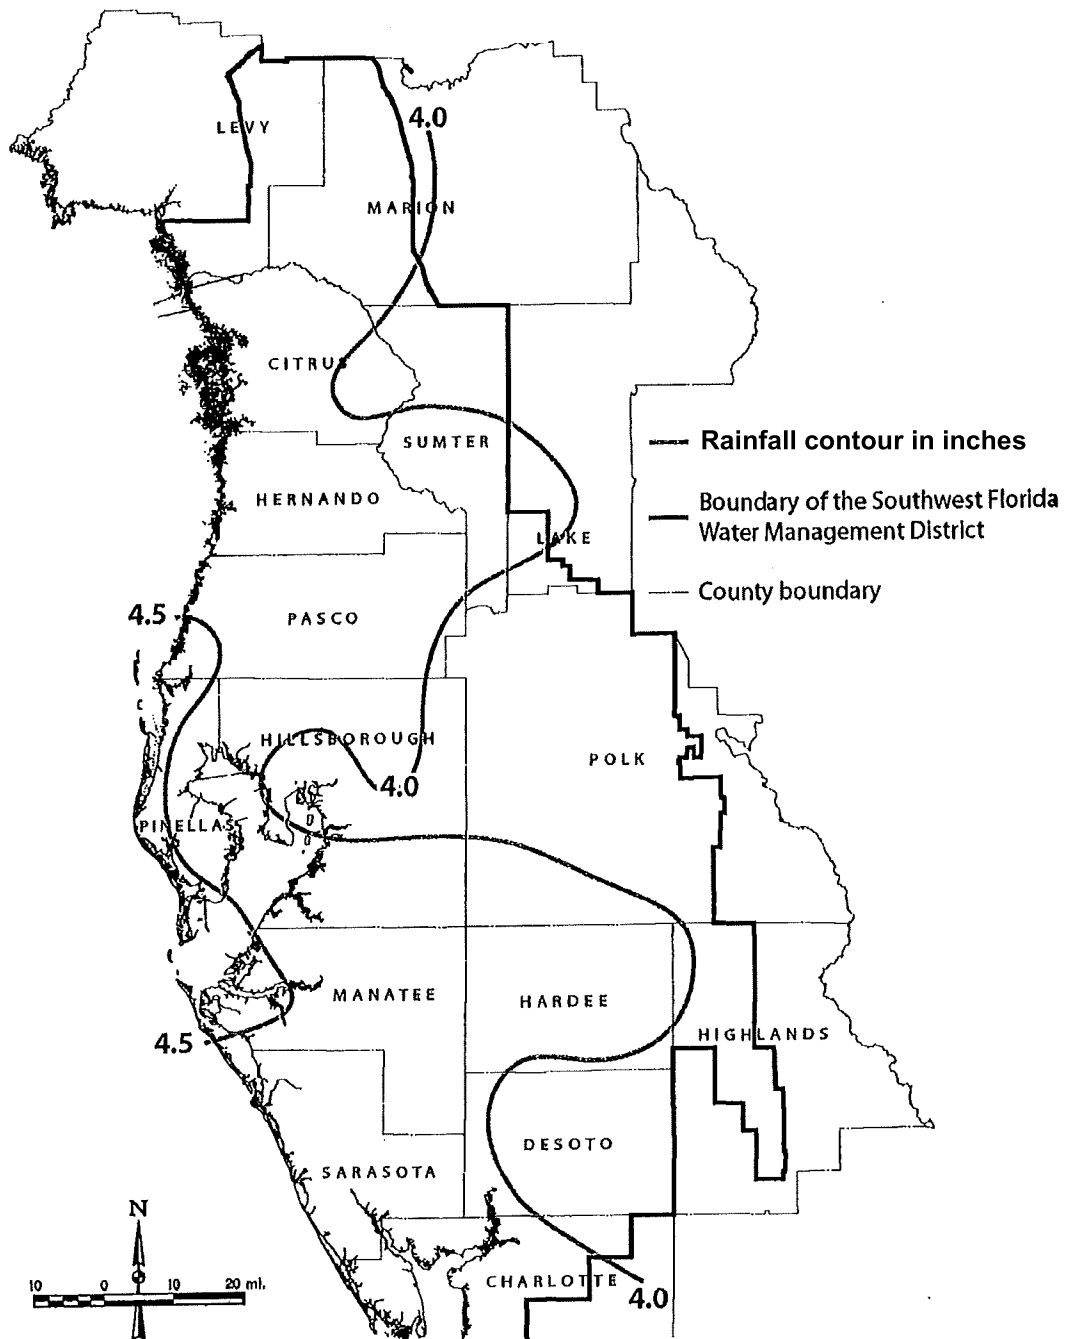 4.0
LEVY
MARION
CITRUS
SUMTER
Rainfall contour in inches
HERNANDO
Boundary of the Southwest Florida
Water Management District
LAKE
County boundary
4.5
PASCO
HILLSBOROUGH
POLK
4.0
PINELLAS
MANATEE
HARDEE
HIGHLANDS
4.5
DESOTO
SARASOTA
N
CHARLOTTE
10 0 10 20 ml.
4.0